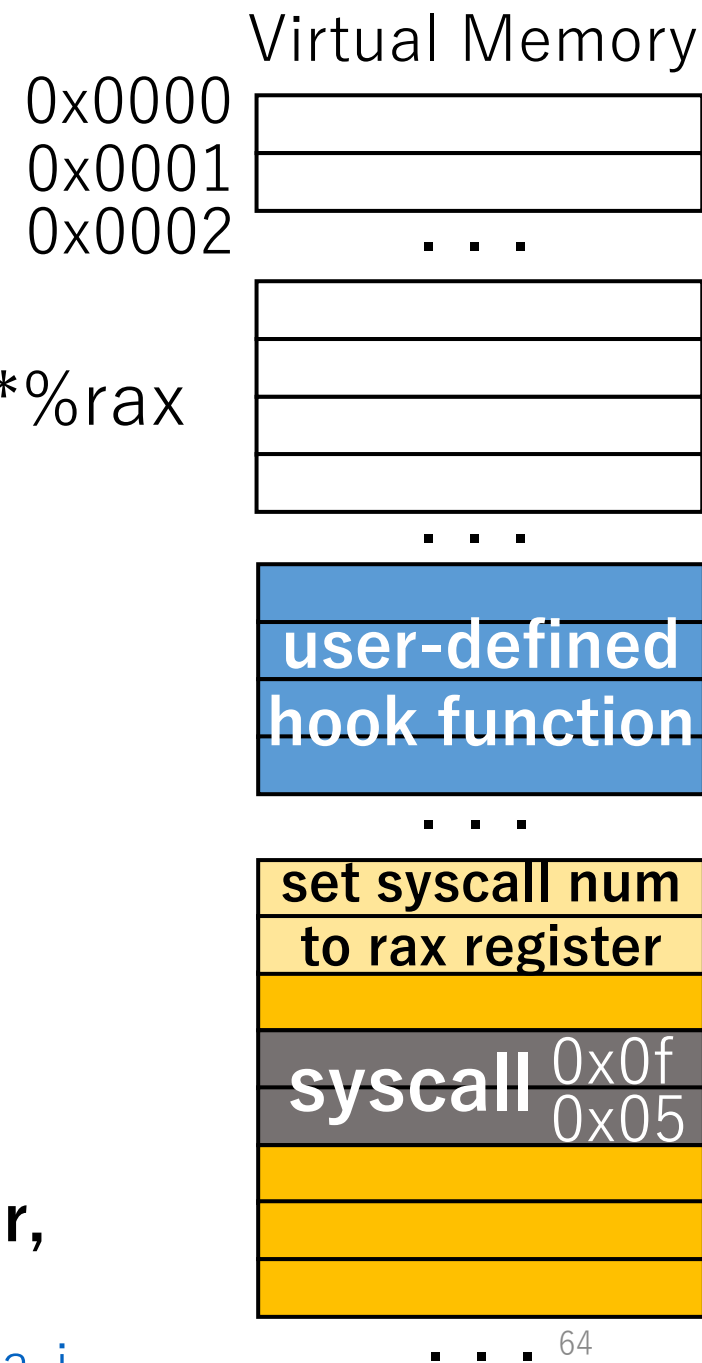 Virtual Memory
0x0000
0x0001
0x0002
. . .
*%rax
. . .
user-defined
hook function
. . .
set syscall num
to rax register
syscall 0x0f
0x05
r,
. . .
64